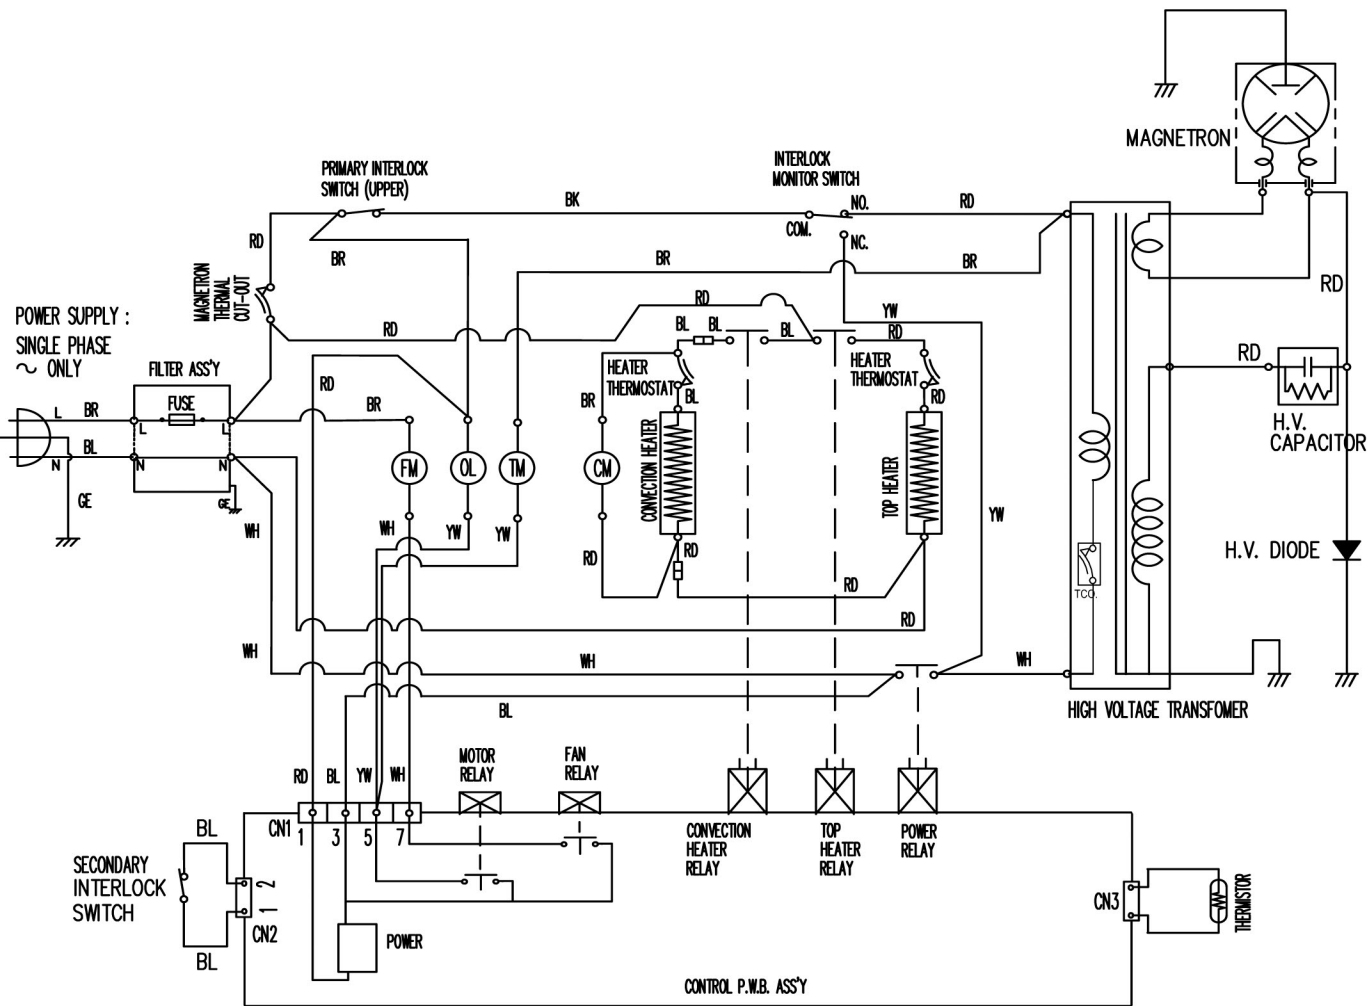 MAGNETRON
PRIMARY INTERLOCK
SWITCH (UPPER)
INTERLOCK
MONITOR SWITCH
BK
NO.
RD
COM.
NC.
RD
BR
BR
BR
MAGNETRON
THERMAL
CUT-OUT
RD
POWER SUPPLY :
SINGLE PHASE
~ ONLY
RD
YW
RD
BL
BL
BL
RD
FILTER ASS'Y
FUSE
HEATER
THERMOSTAT
HEATER
THERMOSTAT
RD
H.V.
CAPACITOR
L
BR
L
L
RD
BR
BR
BL
RD
BL
N
N
N
FM
OL
TM
CM
CONVECTION HEATER
TOP HEATER
GE
GE
WH
WH
YW
YW
YW
RD
RD
RD
H.V. DIODE
TCO.
RD
WH
WH
WH
BL
HIGH VOLTAGE TRANSFOMER
RD
BL
YW
WH
MOTOR
RELAY
FAN
RELAY
CN1
1
3
5
7
CONVECTION
HEATER
RELAY
TOP
HEATER
RELAY
POWER
RELAY
BL
SECONDARY
INTERLOCK
SWITCH
2
1
CN2
BL
CN3
THERMISTOR
POWER
CONTROL P.W.B. ASS'Y